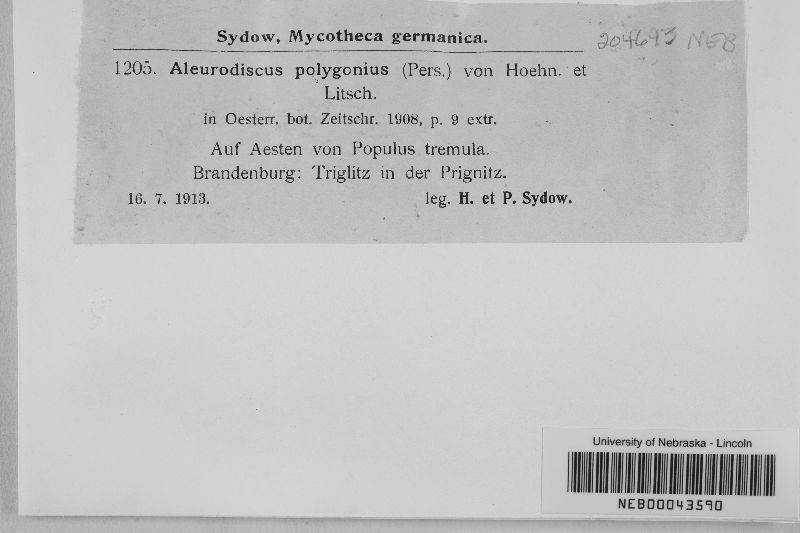 Sydow, Mycotheca germanica.
204693 NEB
1205. Aleurodiscus polygonius (Pers.) von Hoehn. et
Litsch.
in Oesterr. bot. Zeitschr. 1908, p. 9 extr.
Auf Aesten von Populus tremula.
Brandenburg: Triglitz in der Prignitz.
16. 7. 1913. leg. H. et P. Sydow.
University of Nebraska - Lincoln
NEB00043590